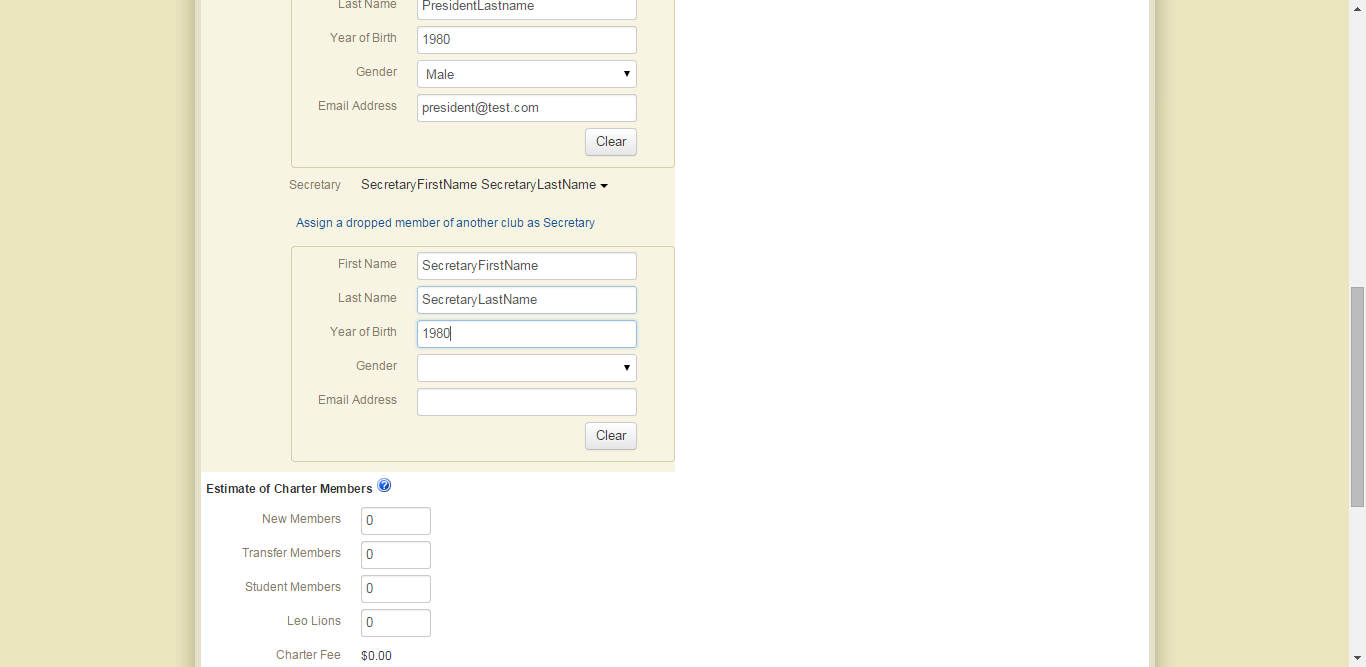 Last Name PresidentLastname
Year of Birth 1980
Gender Male
Email Address president@test.com
Clear
Secretary SecretaryFirstName SecretaryLastName
Assign a dropped member of another club as Secretary
First Name SecretaryFirstName
Last Name SecretaryLastName
Year of Birth 1980
Gender
Email Address
Clear
Estimate of Charter Members ?
New Members 0
Transfer Members 0
Student Members 0
Leo Lions 0
Charter Fee $0.00